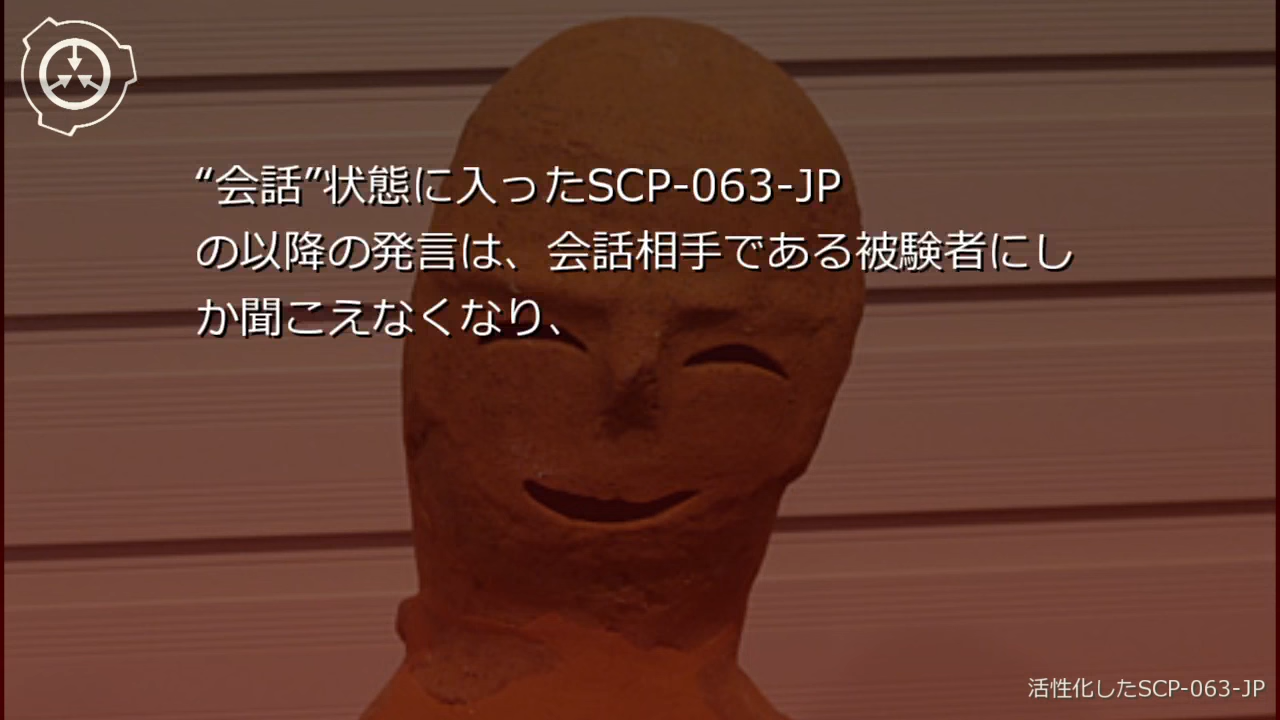 “会話”状態に入ったSCP-063-JP
の以降の発言は、会話相手である被験者にし
か聞こえなくなり、
活性化したSCP-063-JP